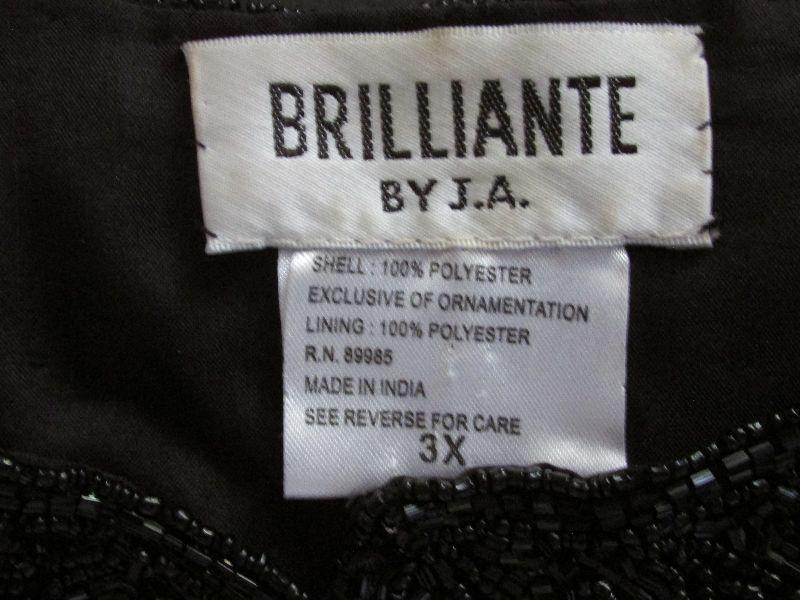 BRILLIANTE
BY J.A.
SHELL : 100% POLYESTER
EXCLUSIVE OF ORNAMENTATION
LINING : 100% POLYESTER
R.N. 89985
MADE IN INDIA
SEE REVERSE FOR CARE
3X